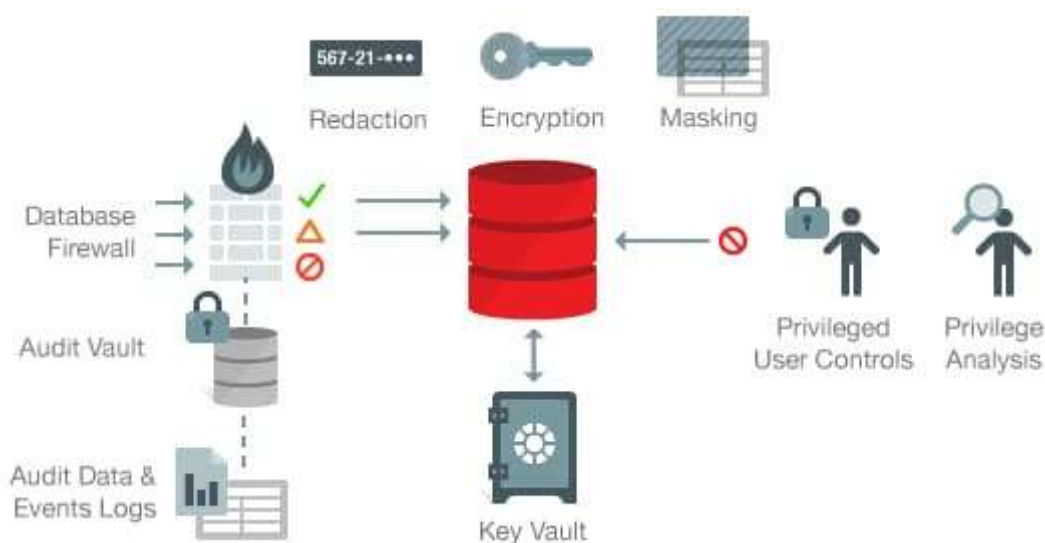 567-21-•••
Redaction
Encryption
Masking
Database
Firewall
Audit Vault
Privileged
User Controls
Privilege
Analysis
Audit Data &
Events Logs
Key Vault